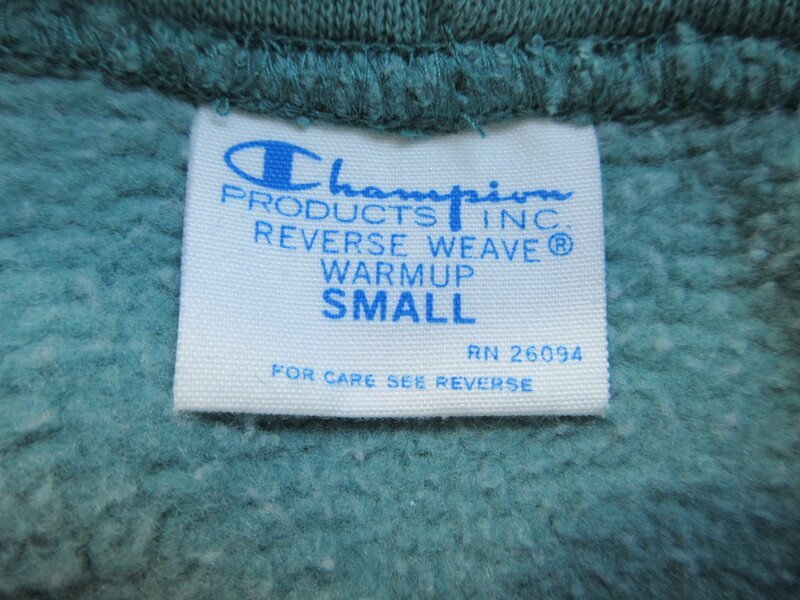 Champion
PRODUCTS INC.
REVERSE WEAVE®
WARMUP
SMALL
RN 26094
FOR CARE SEE REVERSE